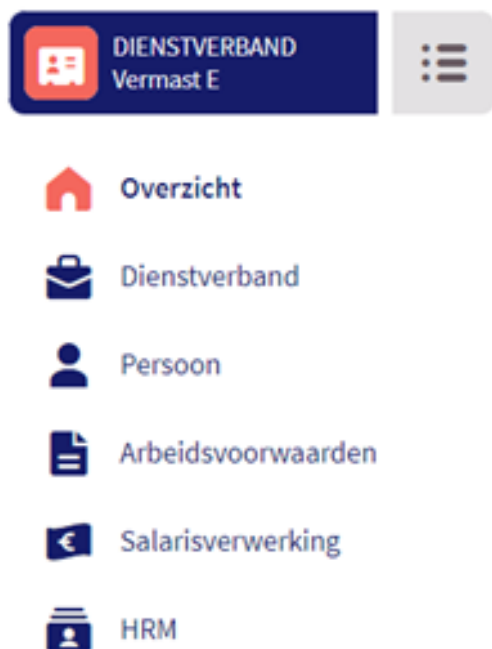 DIENSTVERBAND
Vermast E
Overzicht
Dienstverband
Persoon
Arbeidsvoorwaarden
Salarisverwerking
HRM